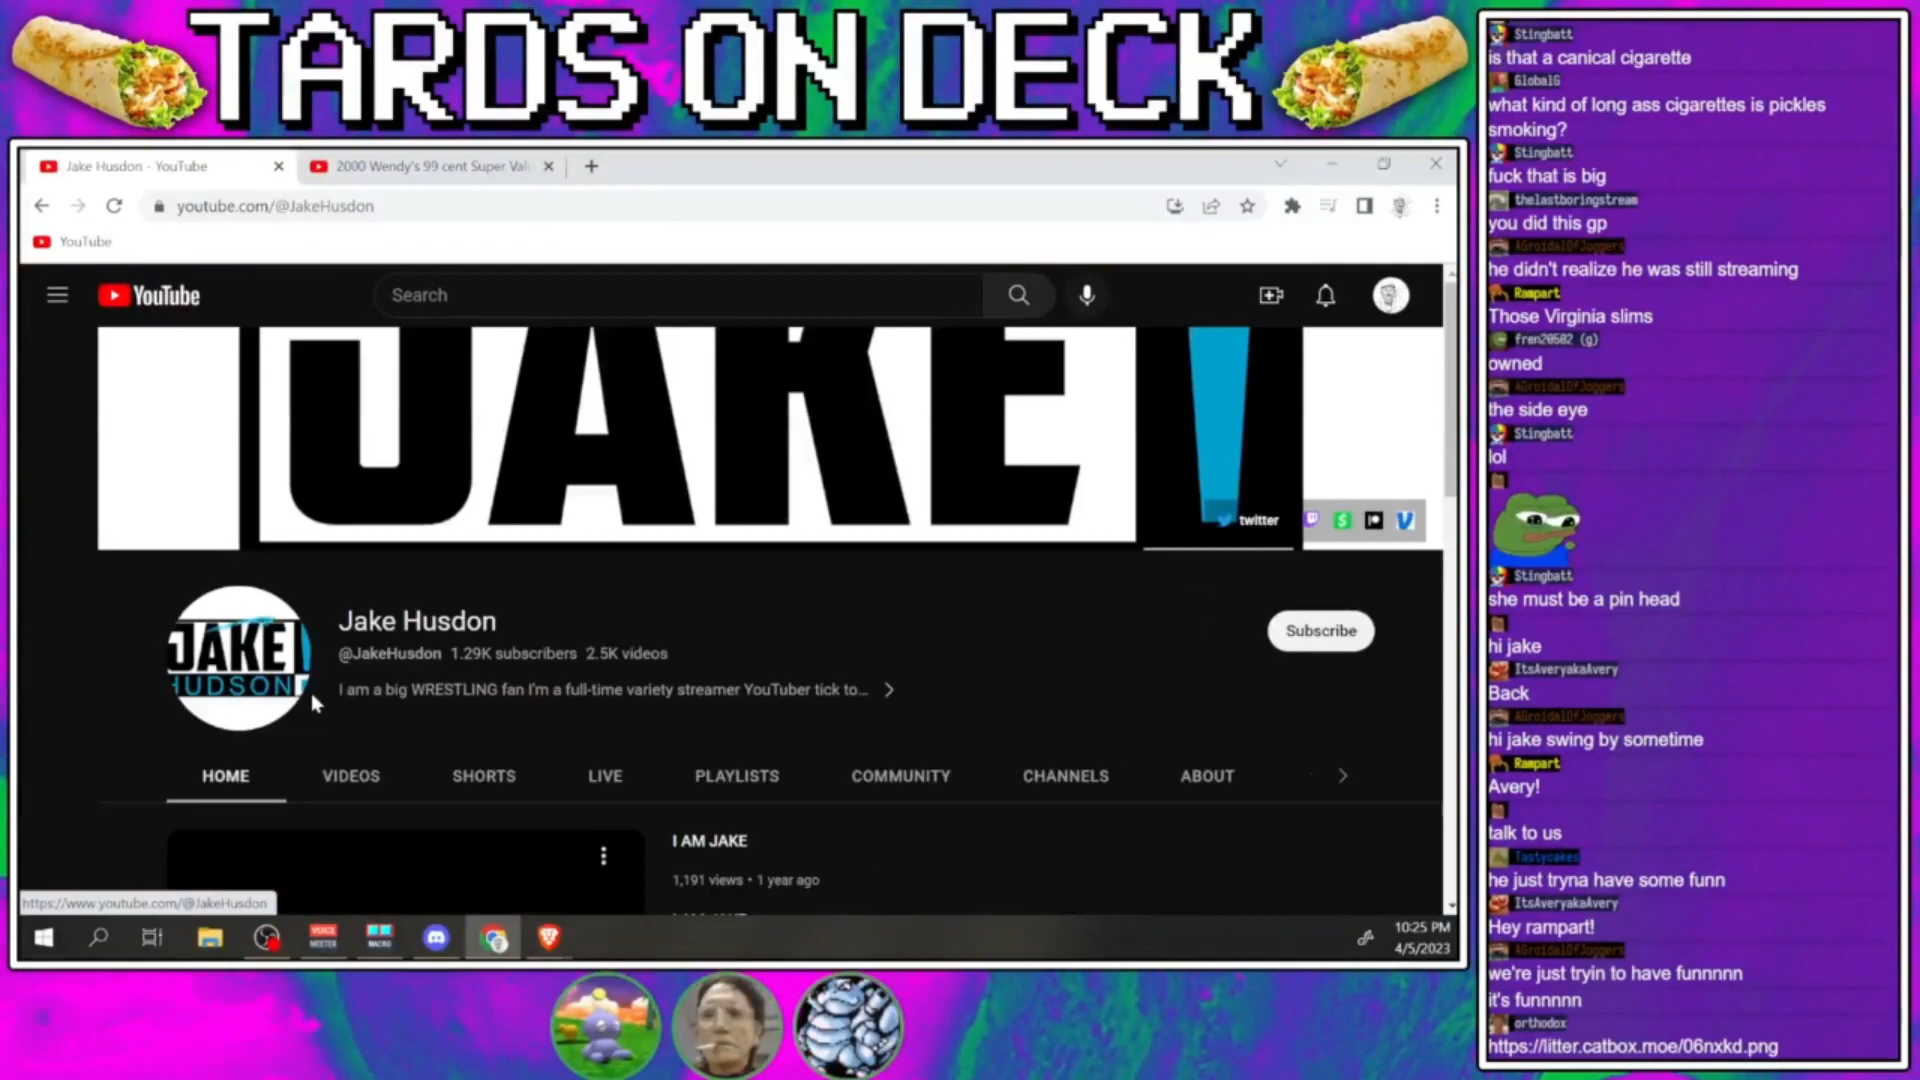 TARDS ON DECK
Jake Husdon - YouTube
2000 Wendy's 99 cent Super Val
youtube.com/@JakeHusdon
YouTube
YouTube
Search
JAKE!
twitter
JAKE!
HUDSON
Jake Husdon
@JakeHusdon 1.29K subscribers 2.5K videos
I am a big WRESTLING fan I'm a full-time variety streamer YouTuber tick to...
Subscribe
HOME
VIDEOS
SHORTS
LIVE
PLAYLISTS
COMMUNITY
CHANNELS
ABOUT
I AM JAKE
1,191 views • 1 year ago
https://www.youtube.com/@JakeHusdon
VOICE
MEETER
MACRO
10:25 PM
4/5/2023
Stingbatt
is that a canical cigarette
GlobalG
what kind of long ass cigarettes is pickles
smoking?
Stingbatt
fuck that is big
thelastboringstream
you did this gp
AGroidalOfJoggers
he didn't realize he was still streaming
Rampart
Those Virginia slims
fren20502 (g)
owned
AGroidalOfJoggers
the side eye
Stingbatt
lol
Stingbatt
she must be a pin head
hi jake
ItsAveryakaAvery
Back
AGroidalOfJoggers
hi jake swing by sometime
Rampart
Avery!
talk to us
Tastycakes
he just tryna have some funn
ItsAveryakaAvery
Hey rampart!
AGroidalOfJoggers
we're just tryin to have funnnnn
it's funnnnn
orthodox
https://litter.catbox.moe/06nxkd.png